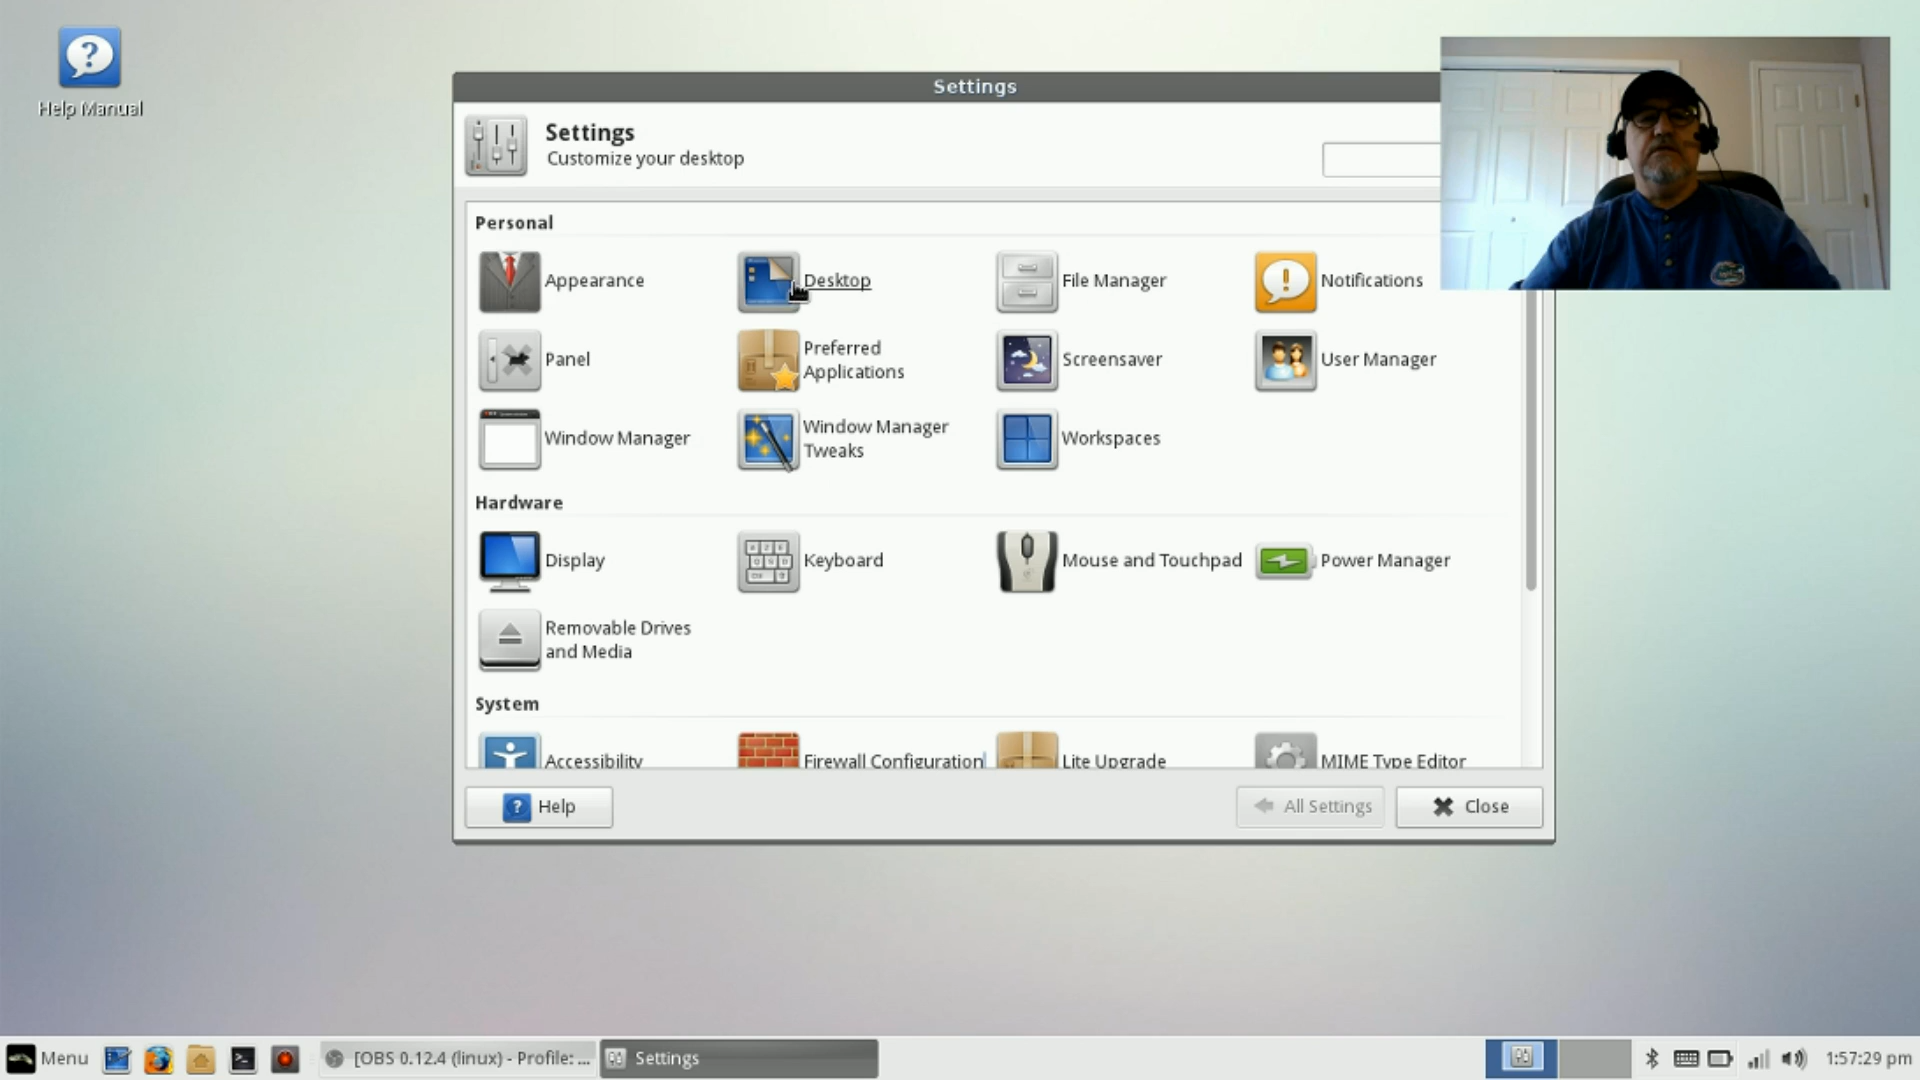 Help Manual
Settings
Settings
Customize your desktop
Personal
Appearance
Desktop
File Manager
Notifications
Panel
Preferred
Applications
Screensaver
User Manager
Window Manager
Window Manager
Tweaks
Workspaces
Hardware
Display
Keyboard
Mouse and Touchpad
Power Manager
Removable Drives
and Media
System
Accessibility
Firewall Configuration
Lite Upgrade
MIME Type Editor
Help
All Settings
Close
Menu
[OBS 0.12.4 (linux) - Profile: ...
Settings
1:57:29 pm